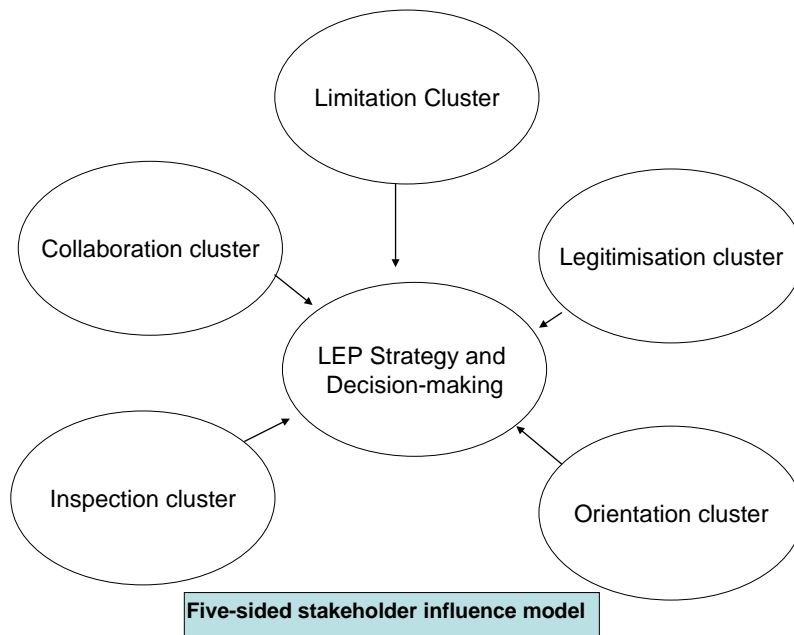 Limitation Cluster
Collaboration cluster
Legitimisation cluster
LEP Strategy and
Decision-making
Inspection cluster
Orientation cluster
Five-sided stakeholder influence model